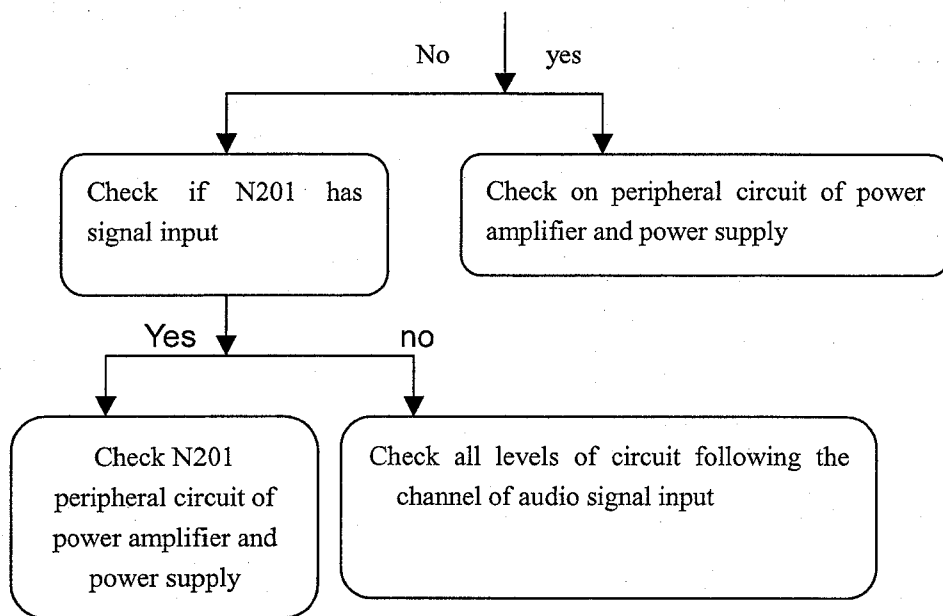 No yes
Check if N201 has
signal input
Check on peripheral circuit of power
amplifier and power supply
Yes no
Check N201
peripheral circuit of
power amplifier and
power supply
Check all levels of circuit following the
channel of audio signal input